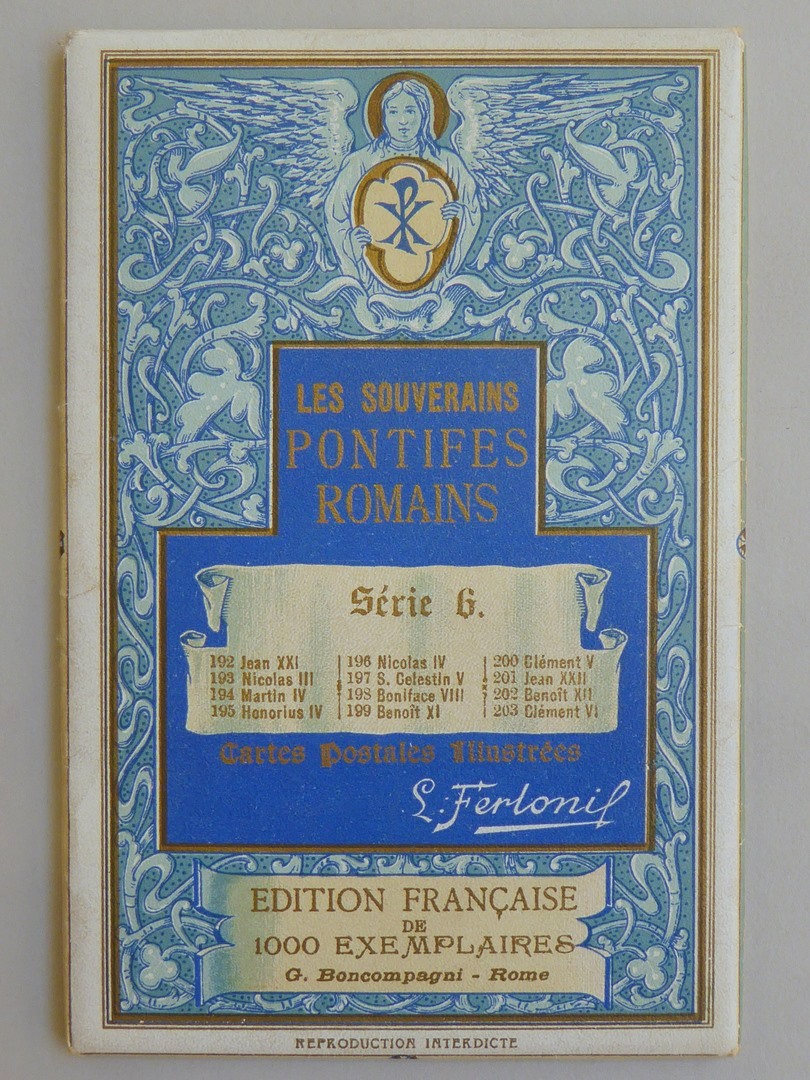 LES SOUVERAINS
PONTIFES
ROMAINS
Série 6.
192 Jean XXI
193 Nicolas III
194 Martin IV
195 Honorius IV
196 Nicolas IV
197 S. Celestin V
198 Boniface VIII
199 Benoît XI
200 Clément V
201 Jean XXII
202 Benoît XII
203 Clément VI
Cartes Postales Illustrées
L. Ferloni
EDITION FRANÇAISE
DE
1000 EXEMPLAIRES
G. Boncompagni - Rome
REPRODUCTION INTERDICTE